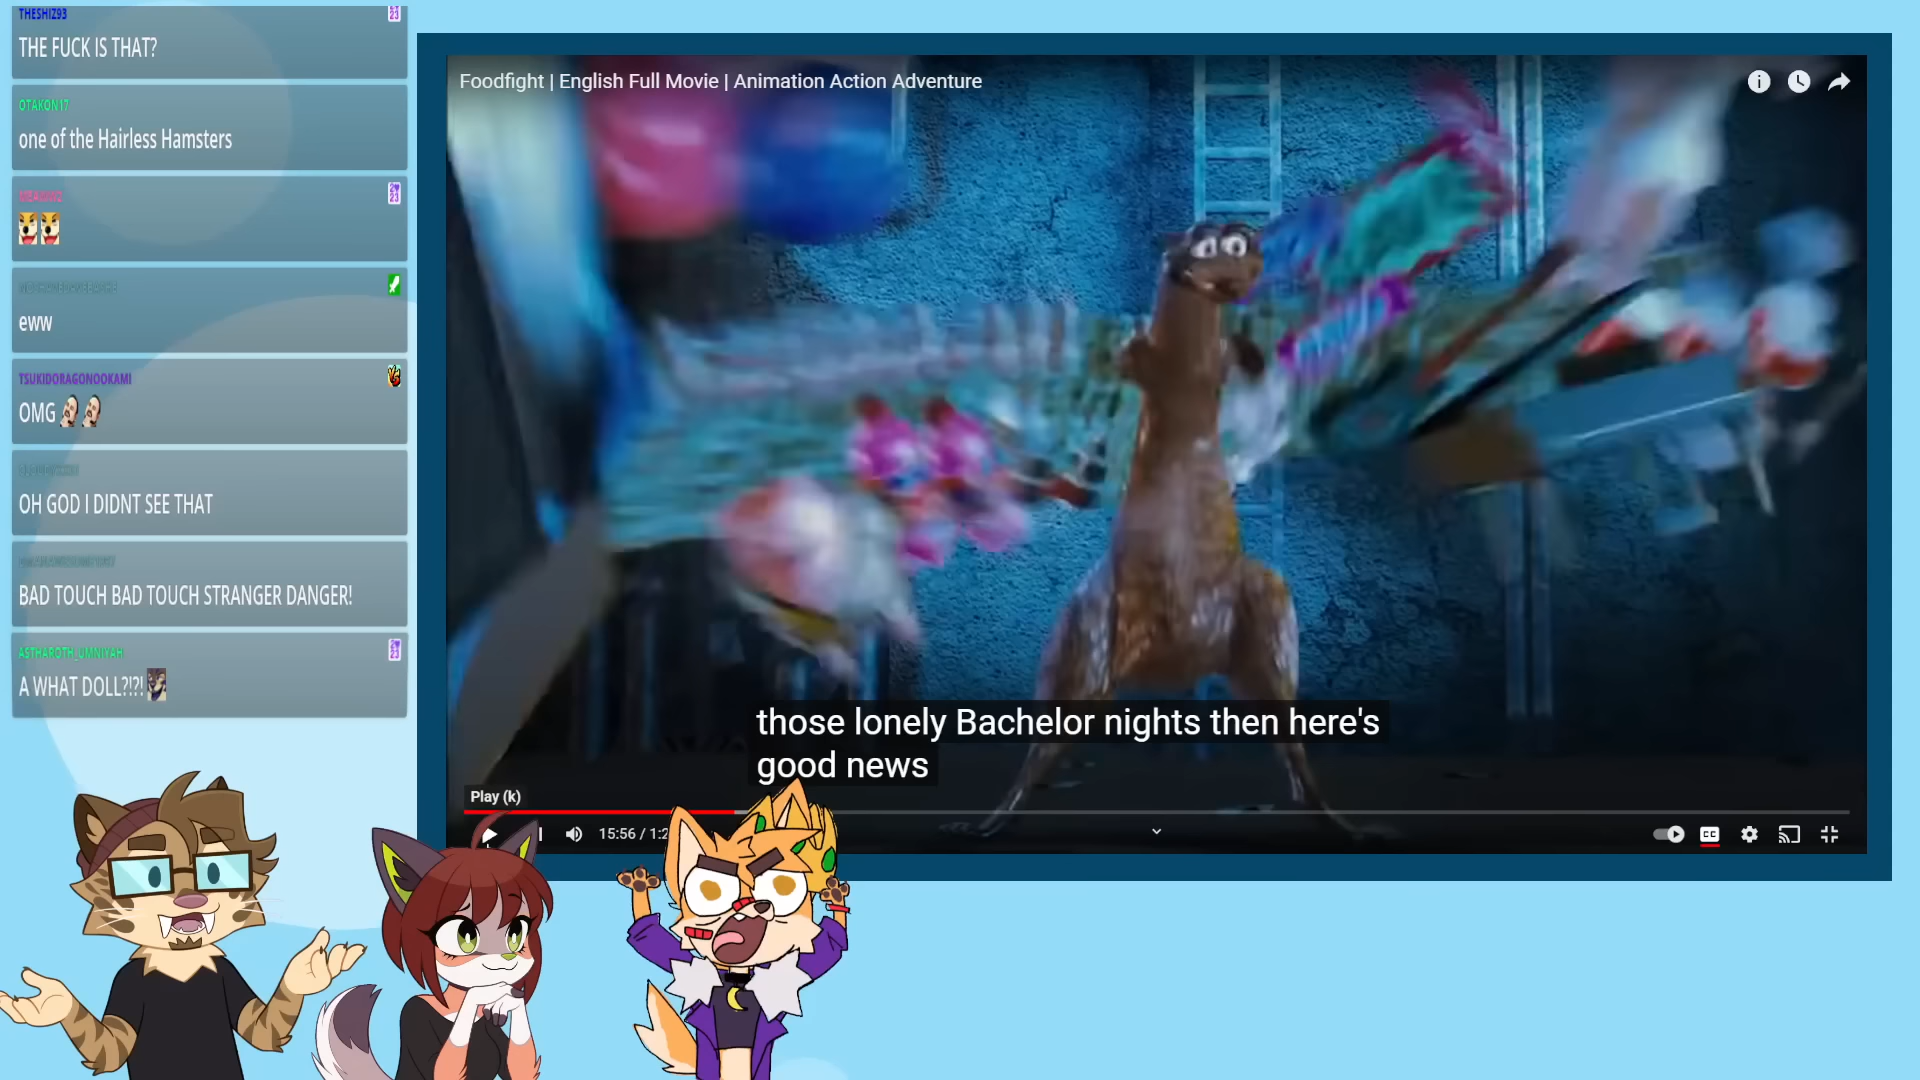 THESHIZ93
THE FUCK IS THAT?
OTAKON17
one of the Hairless Hamsters
eww
TSUKIDORAGONOOKAMI
OMG
OH GOD I DIDNT SEE THAT
BAD TOUCH BAD TOUCH STRANGER DANGER!
ASTHAROTH_UMNIYAH
A WHAT DOLL?!?!
Foodfight | English Full Movie | Animation Action Adventure
those lonely Bachelor nights then here's
good news
Play (k)
15:56 / 1:2
CC